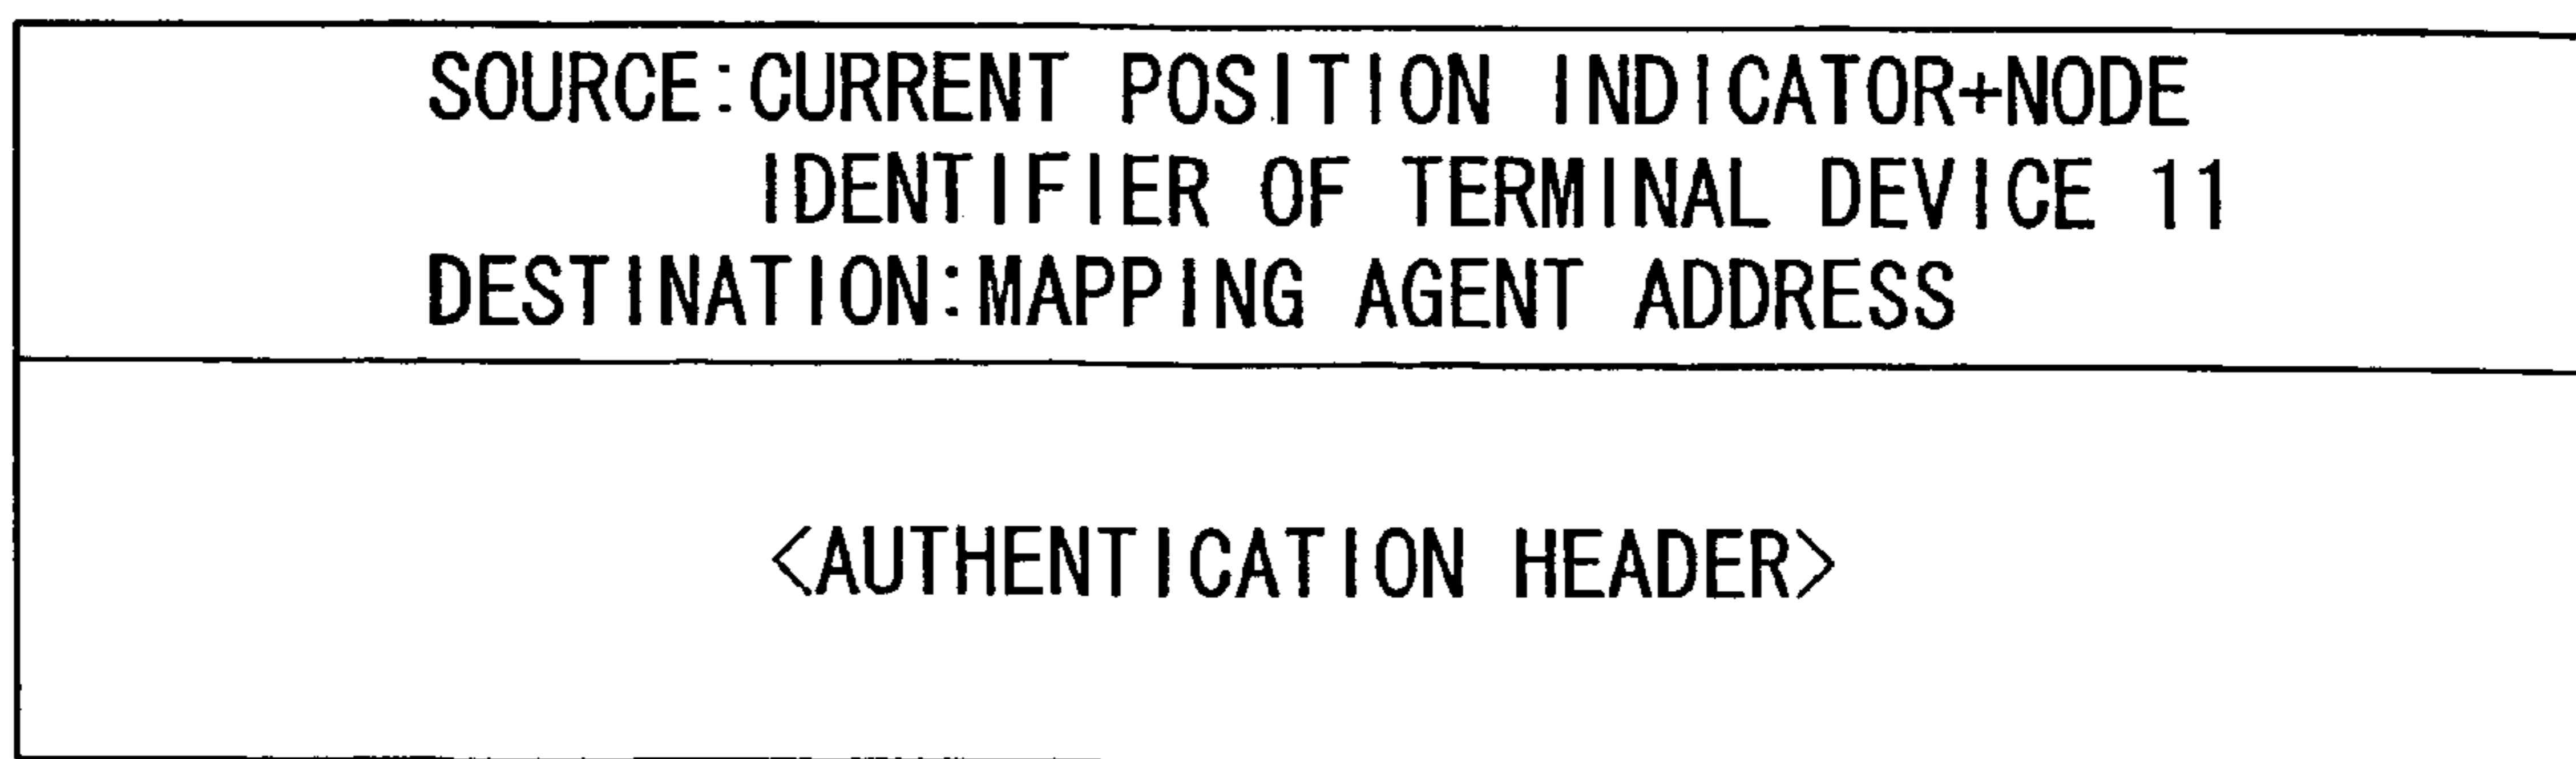 SOURCE:CURRENT POSITION INDICATOR+NODE
IDENTIFIER OF TERMINAL DEVICE 11
DESTINATION:MAPPING AGENT ADDRESS
<AUTHENTICATION HEADER>